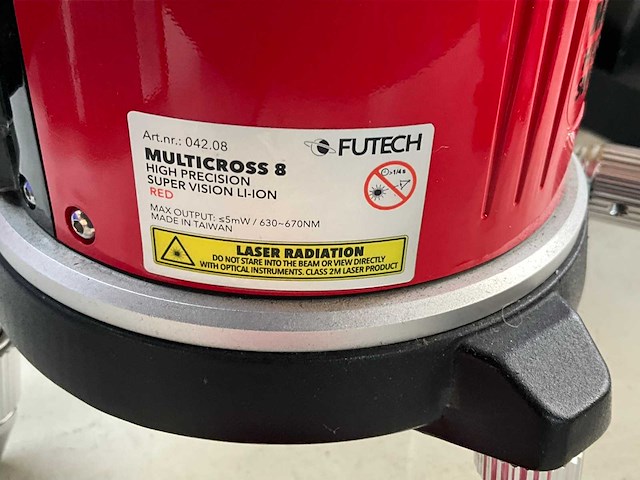 Art.nr.: 042.08
FUTECH
MULTICROSS 8
HIGH PRECISION
SUPER VISION LI-ION
RED
MAX OUTPUT: ≤5mW / 630~670NM
MADE IN TAIWAN
LASER RADIATION
DO NOT STARE INTO THE BEAM OR VIEW DIRECTLY
WITH OPTICAL INSTRUMENTS. CLASS 2M LASER PRODUCT